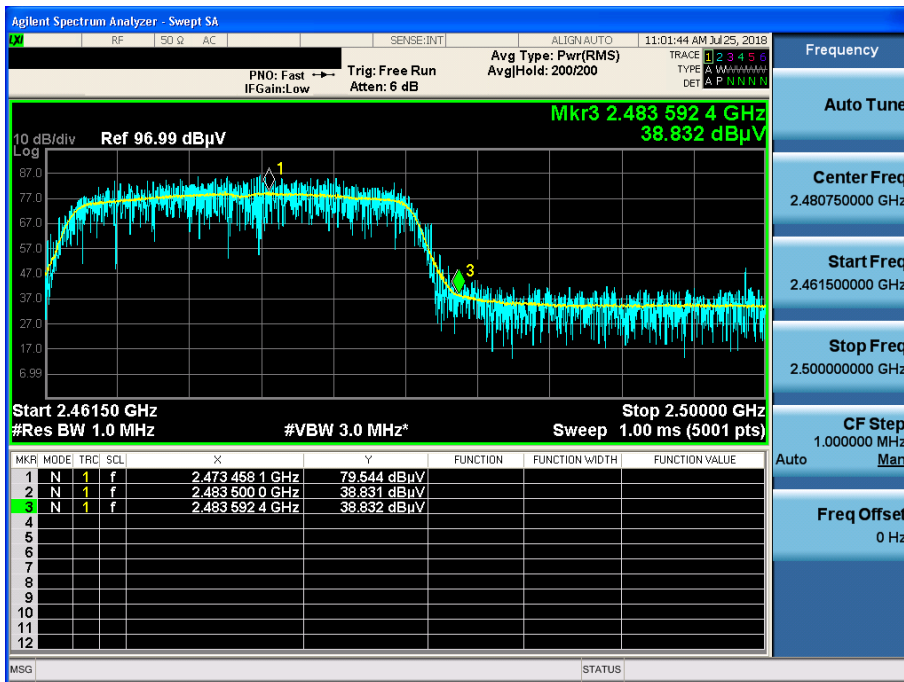 Agilent Spectrum Analyzer - Swept SA
LXI RF 50 Ω AC SENSE:INT ALIGN AUTO 11:01:44 AM Jul 25, 2018
PNO: Fast
IFGain:Low
Trig: Free Run
Atten: 6 dB
Avg Type: Pwr(RMS)
Avg|Hold: 200/200
TRACE 1 2 3 4 5 6
TYPE A WWWWW
DET A P N N N N
Mkr3 2.483 592 4 GHz
38.832 dBµV
10 dB/div Ref 96.99 dBµV
Log
87.0
77.0
67.0
57.0
47.0
37.0
27.0
17.0
6.99
1
3
Start 2.46150 GHz Stop 2.50000 GHz
#Res BW 1.0 MHz #VBW 3.0 MHz* Sweep 1.00 ms (5001 pts)
MKR MODE TRC SCL X Y FUNCTION FUNCTION WIDTH FUNCTION VALUE
1 N 1 f 2.473 458 1 GHz 79.544 dBµV
2 N 1 f 2.483 500 0 GHz 38.831 dBµV
3 N 1 f 2.483 592 4 GHz 38.832 dBµV
4
5
6
7
8
9
10
11
12
MSG STATUS
Frequency
Auto Tune
Center Freq
2.480750000 GHz
Start Freq
2.461500000 GHz
Stop Freq
2.500000000 GHz
CF Step
1.000000 MHz
Auto Man
Freq Offset
0 Hz